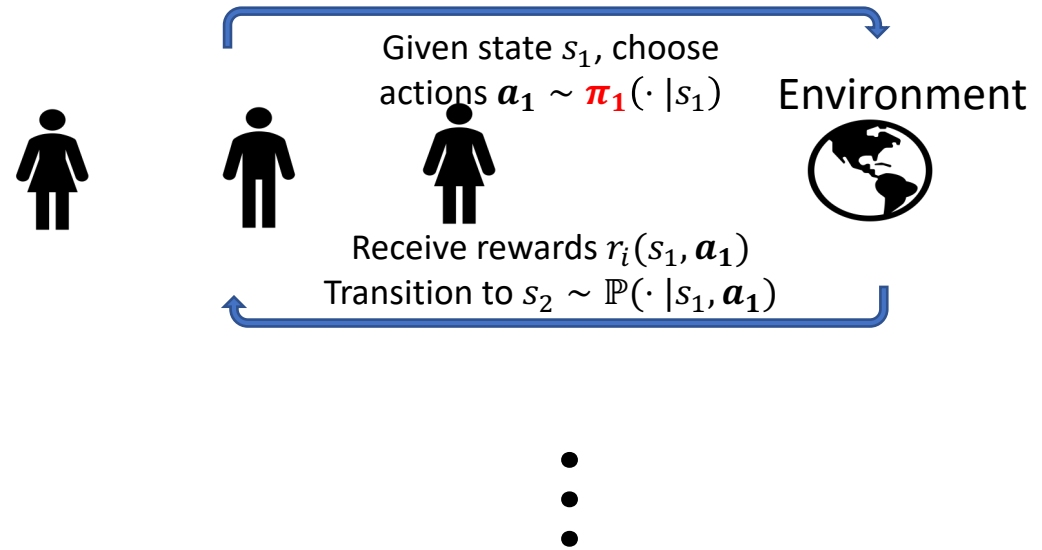 Given state 𝑠₁, choose
actions 𝒂₁ ~ 𝝅₁(· |𝑠₁)
Environment
Receive rewards 𝑟ᵢ(𝑠₁, 𝒂₁)
Transition to 𝑠₂ ~ ℙ(· |𝑠₁, 𝒂₁)